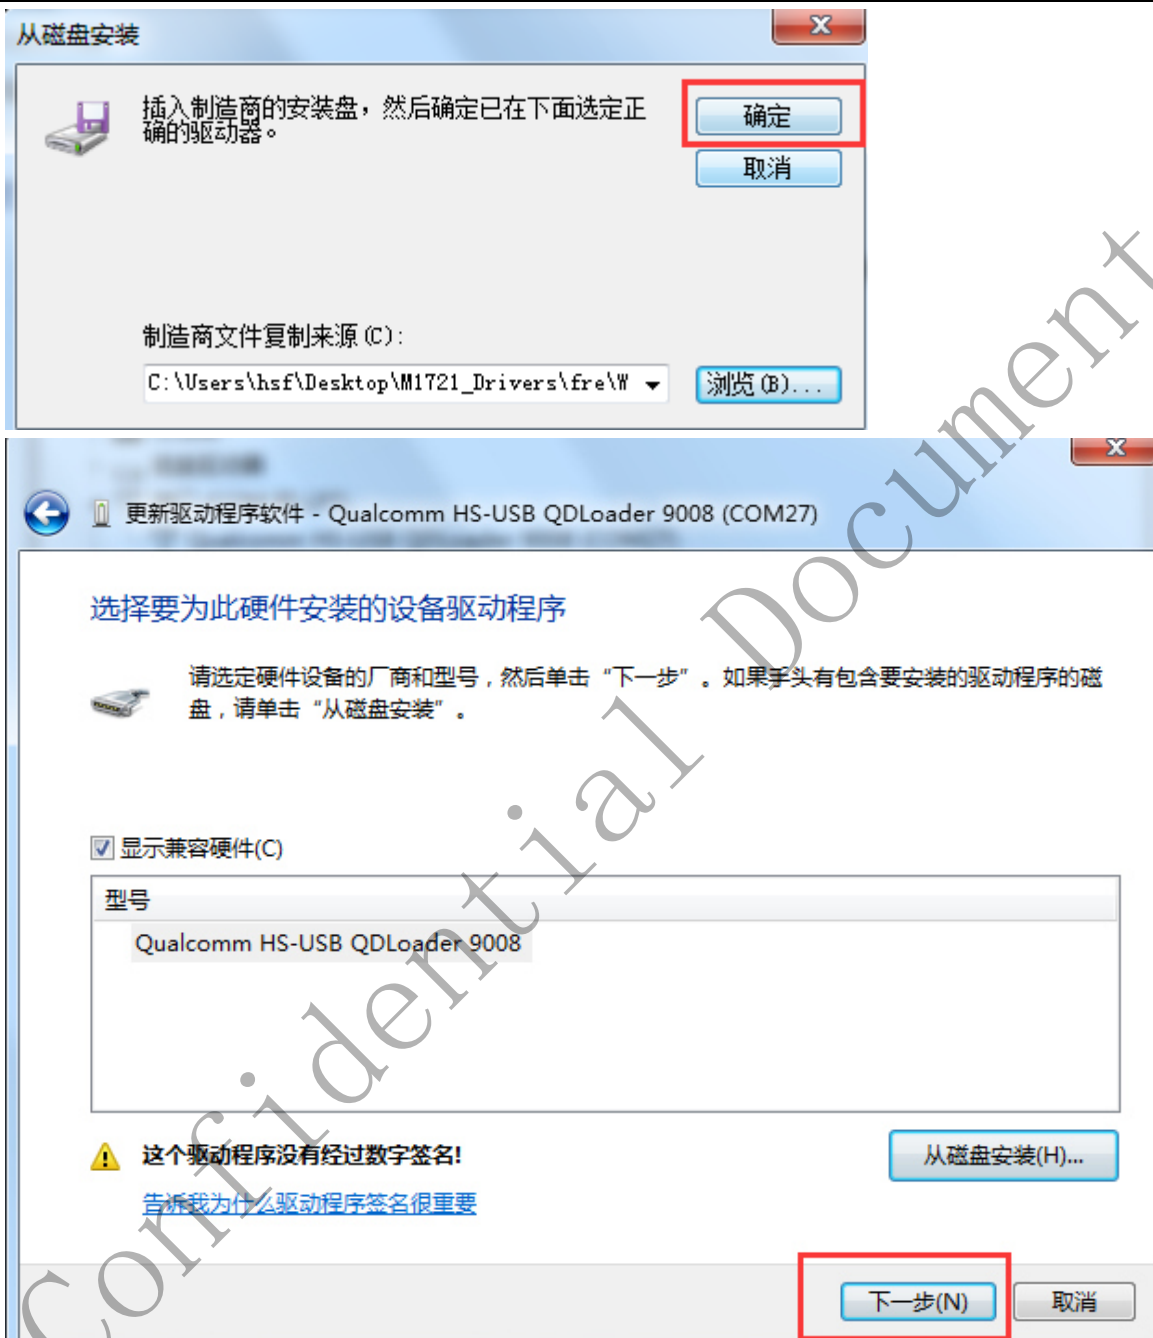 从磁盘安装
插入制造商的安装盘，然后确定已在下面选定正
确的驱动器。
确定
取消
制造商文件复制来源(C):
C:\Users\hsf\Desktop\M1721_Drivers\fre\W
浏览(B)...
更新驱动程序软件 - Qualcomm HS-USB QDLoader 9008 (COM27)
选择要为此硬件安装的设备驱动程序
请选定硬件设备的厂商和型号，然后单击“下一步”。如果手头有包含要安装的驱动程序的磁
盘，请单击“从磁盘安装”。
显示兼容硬件(C)
型号
Qualcomm HS-USB QDLoader 9008
这个驱动程序没有经过数字签名!
从磁盘安装(H)...
告诉我为什么驱动程序签名很重要
下一步(N)
取消
Confidential Document